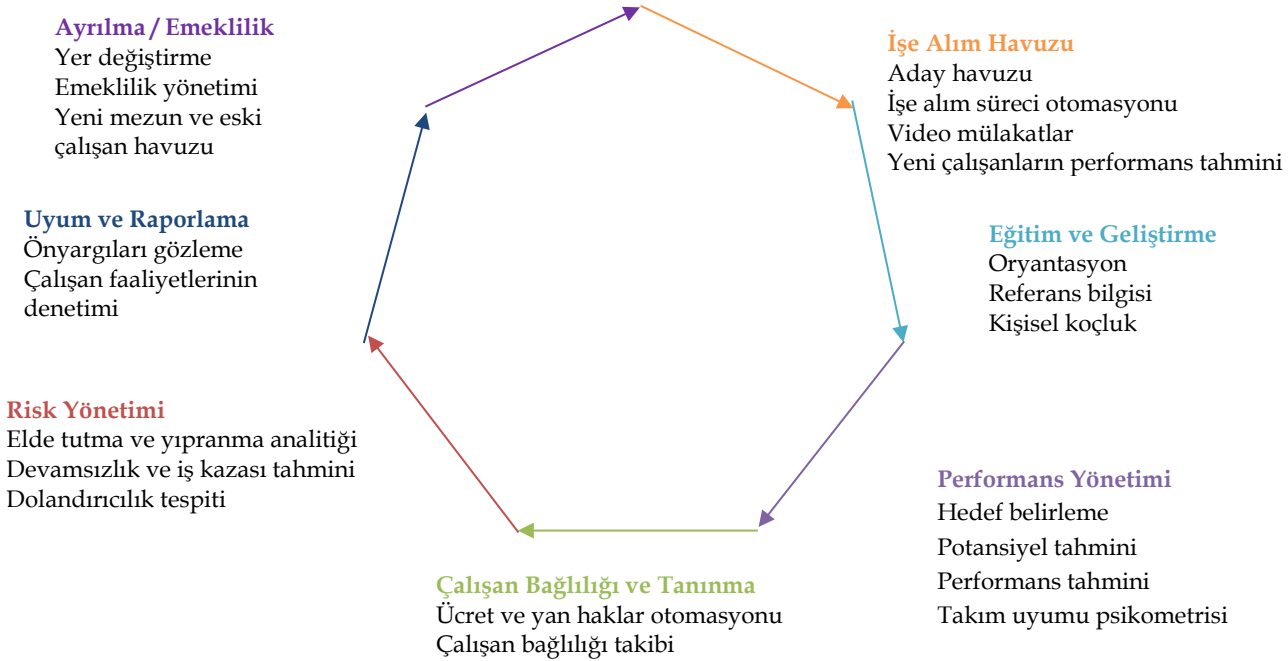 Ayrılma / Emeklilik
Yer değiştirme
Emeklilik yönetimi
Yeni mezun ve eski
çalışan havuzu
İşe Alım Havuzu
Aday havuzu
İşe alım süreci otomasyonu
Video mülakatlar
Yeni çalışanların performans tahmini
Uyum ve Raporlama
Önyargıları gözleme
Çalışan faaliyetlerinin
denetimi
Eğitim ve Geliştirme
Oryantasyon
Referans bilgisi
Kişisel koçluk
Risk Yönetimi
Elde tutma ve yıpranma analitiği
Devamsızlık ve iş kazası tahmini
Dolandırıcılık tespiti
Performans Yönetimi
Hedef belirleme
Potansiyel tahmini
Performans tahmini
Takım uyumu psikometrisi
Çalışan Bağlılığı ve Tanınma
Ücret ve yan haklar otomasyonu
Çalışan bağlılığı takibi